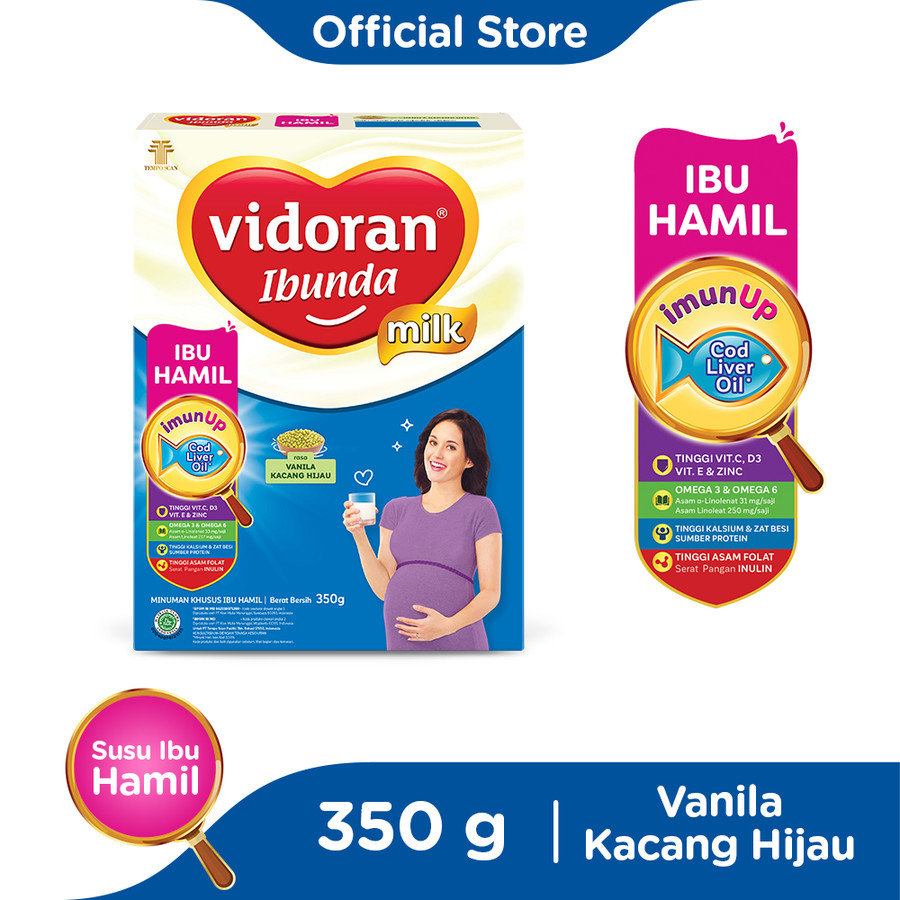 Official Store
IBU
HAMIL
TEMPO SCAN
vidoran®
Ibunda
milk
IBU
HAMIL
imunUp
Cod
Liver
Oil*
rasa
VANILA
KACANG HIJAU
TINGGI VIT.C, D3
VIT. E & ZINC
OMEGA 3 & OMEGA 6
TINGGI KALSIUM & ZAT BESI
SUMBER PROTEIN
TINGGI ASAM FOLAT
Serat Pangan INULIN
MINUMAN KHUSUS IBU HAMIL | Berat Bersih 350g
IBU
HAMIL
imunUp
Cod
Liver
Oil*
TINGGI VIT.C, D3
VIT. E & ZINC
OMEGA 3 & OMEGA 6
Asam α-Linolenat 31 mg/saji
Asam Linoleat 250 mg/saji
TINGGI KALSIUM & ZAT BESI
SUMBER PROTEIN
TINGGI ASAM FOLAT
Serat Pangan INULIN
Susu Ibu
Hamil
350 g
Vanila
Kacang Hijau